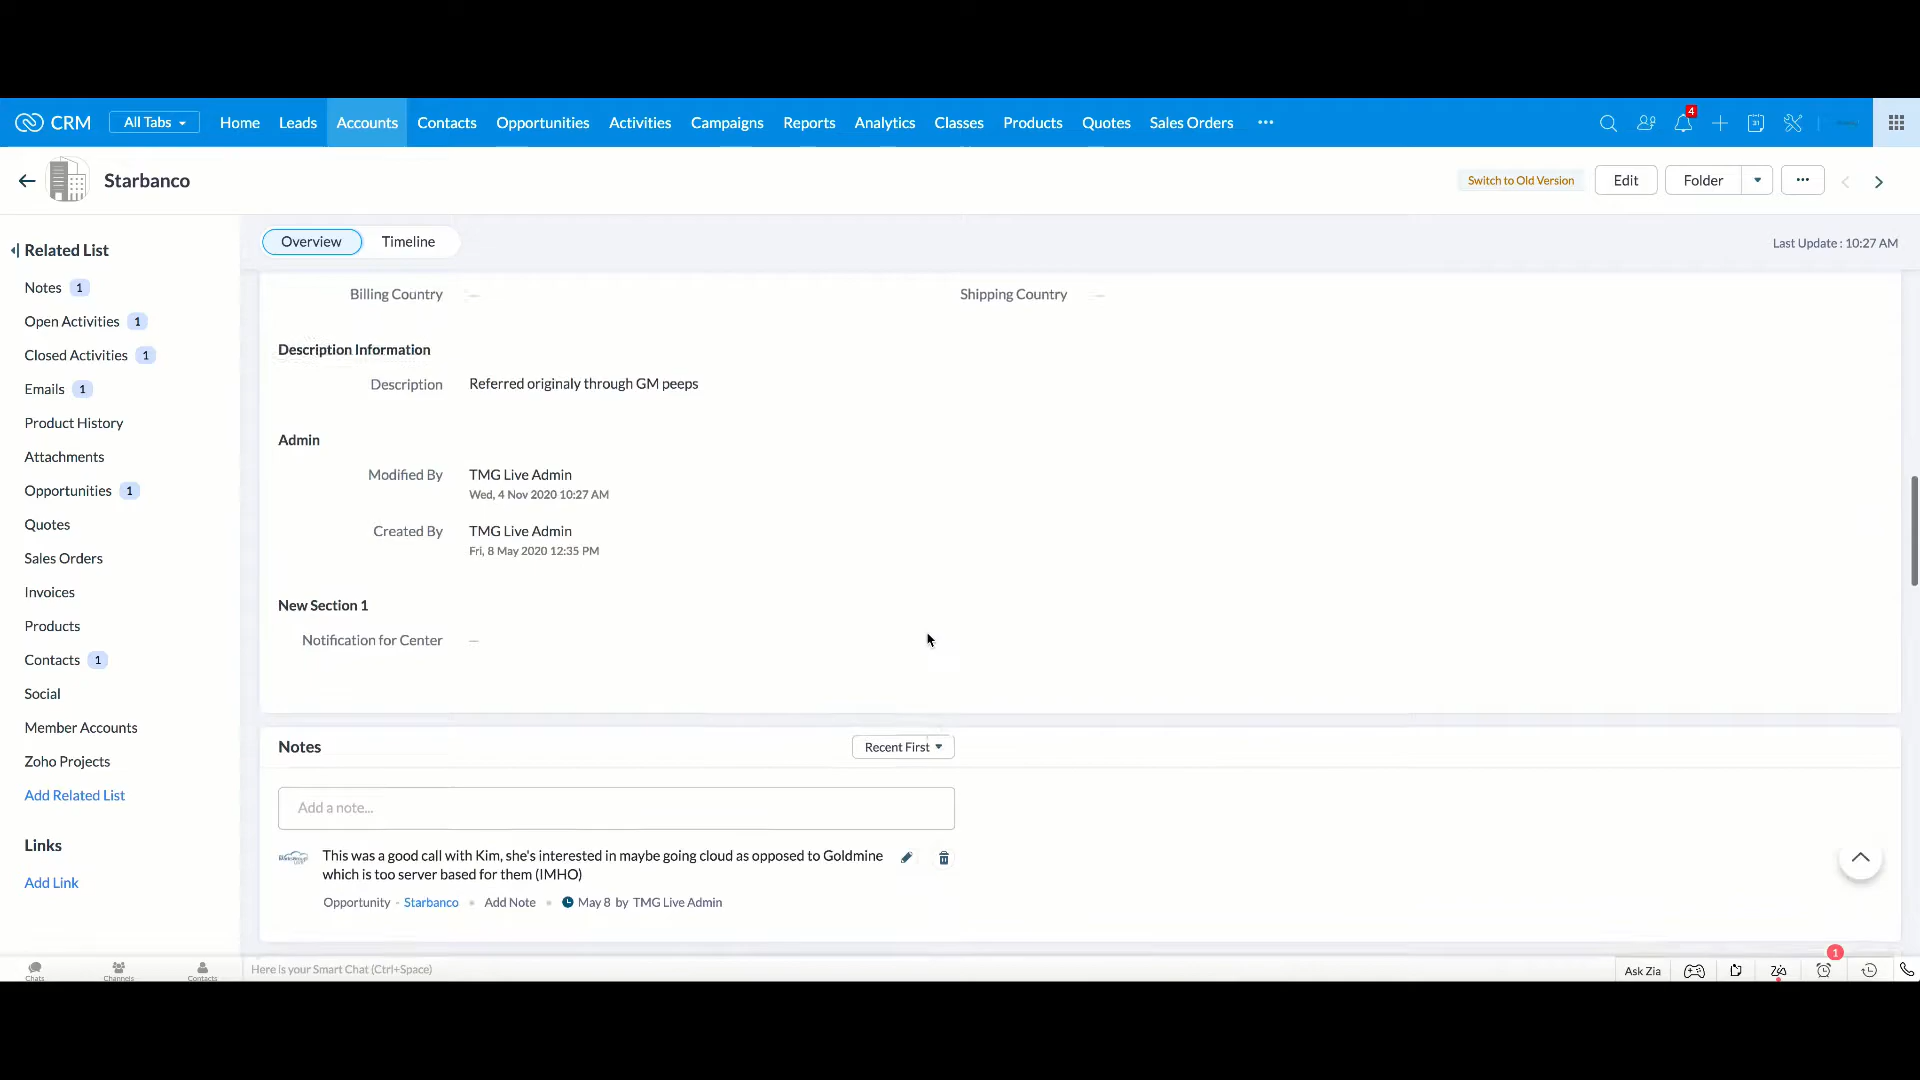 CRM All Tabs Home Leads Accounts Contacts Opportunities Activities Campaigns Reports Analytics Classes Products Quotes Sales Orders ... 4 31
Starbanco Switch to Old Version Edit Folder ...
Related List
Notes 1
Open Activities 1
Closed Activities 1
Emails 1
Product History
Attachments
Opportunities 1
Quotes
Sales Orders
Invoices
Products
Contacts 1
Social
Member Accounts
Zoho Projects
Add Related List
Links
Add Link
Overview Timeline Last Update : 10:27 AM
Billing Country — Shipping Country —
Description Information
Description Referred originaly through GM peeps
Admin
Modified By TMG Live Admin
Wed, 4 Nov 2020 10:27 AM
Created By TMG Live Admin
Fri, 8 May 2020 12:35 PM
New Section 1
Notification for Center —
Notes Recent First
Add a note...
This was a good call with Kim, she's interested in maybe going cloud as opposed to Goldmine
which is too server based for them (IMHO)
Opportunity - Starbanco • Add Note • May 8 by TMG Live Admin
Chats Channels Contacts Here is your Smart Chat (Ctrl+Space) Ask Zia 1